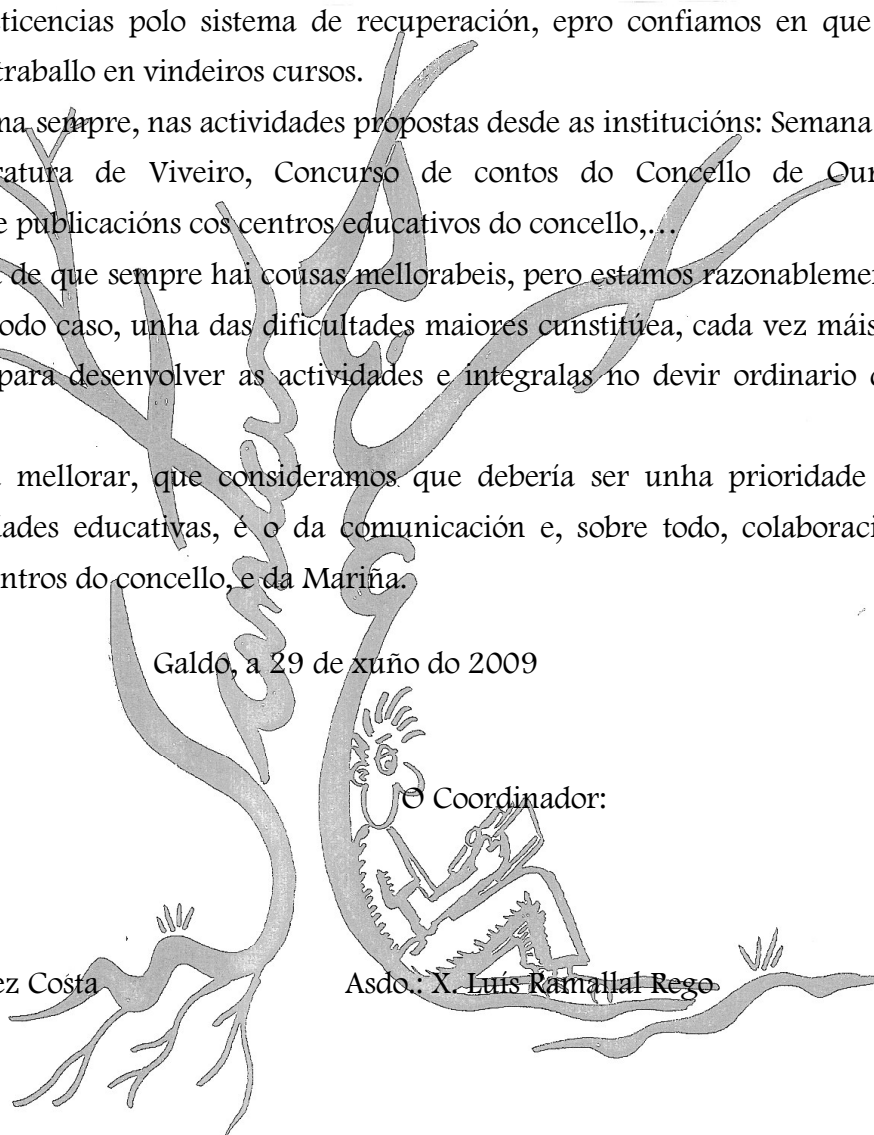 ticencias polo sistema de recuperación, epro confiamos en que
traballo en vindeiros cursos.
na sempre, nas actividades propostas desde as institucións: Semana
ratura de Viveiro, Concurso de contos do Concello de Our
e publicacións cos centros educativos do concello,...
de que sempre hai cousas mellorabeis, pero estamos razonablemen
odo caso, unha das dificultades maiores cunstitúea, cada vez máis
para desenvolver as actividades e integralas no devir ordinario
mellorar, que consideramos que debería ser unha prioridade
dades educativas, é o da comunicación e, sobre todo, colaboraci
ntros do concello, e da Mariña.
Galdo, a 29 de xuño do 2009
O Coordinador:
ez Costa Asdo.: X. Luís Ramallal Rego